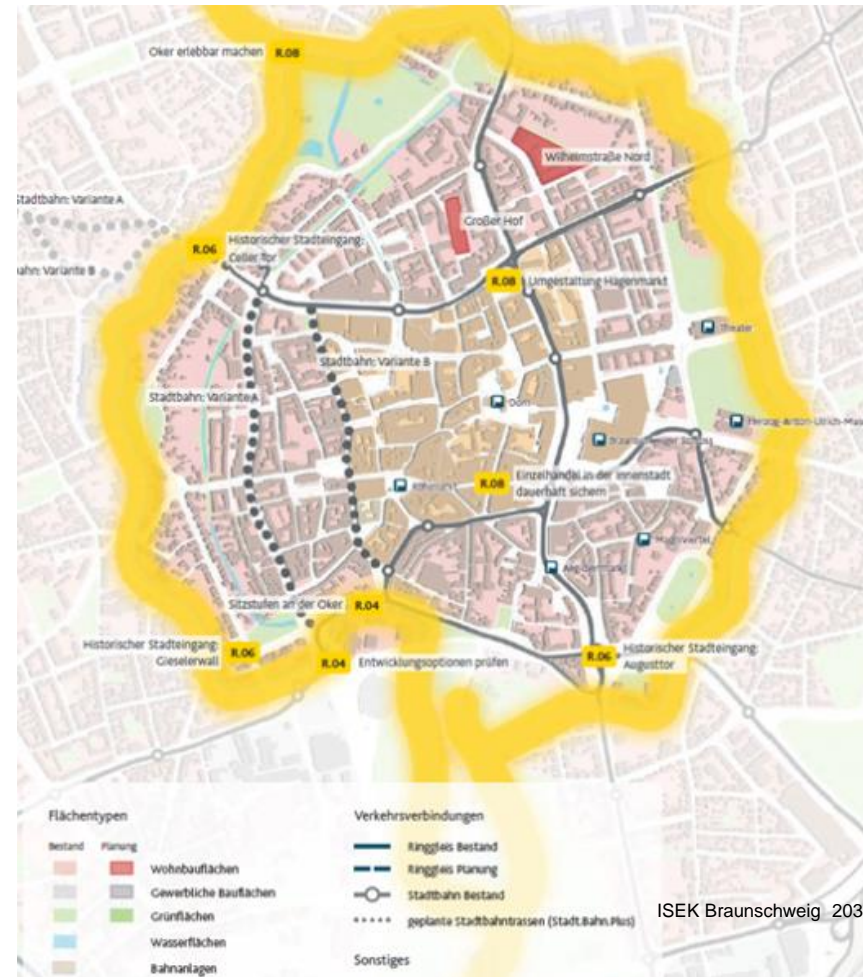 Oker erlebbar machen R.08
Wilhelmstraße Nord
Stadtbahn: Variante A
Großer Hof
R.06 Historischer Stadteingang:
Celler Tor
Variante B
R.08 Umgestaltung Hagenmarkt
Theater
Stadtbahn: Variante B
Stadtbahn: Variante A
Dom
Herzog-Anton-Ulrich-Mus
R.08 Einzelhandel in der Innenstadt
dauerhaft sichern
Kohlmarkt
Magniviertel
Aegidienmarkt
Sitzstufen an der Oker R.04
Historischer Stadteingang:
Gieselerwall
R.06
R.04 Entwicklungsoptionen prüfen
R.06 Historischer Stadteingang:
Augusttor
Flächentypen
Bestand Planung
Wohnbauflächen
Gewerbliche Bauflächen
Grünflächen
Wasserflächen
Bahnanlagen
Verkehrsverbindungen
Ringgleis Bestand
Ringgleis Planung
Stadtbahn Bestand
geplante Stadtbahntrassen (Stadt.Bahn.Plus)
Sonstiges
ISEK Braunschweig 203